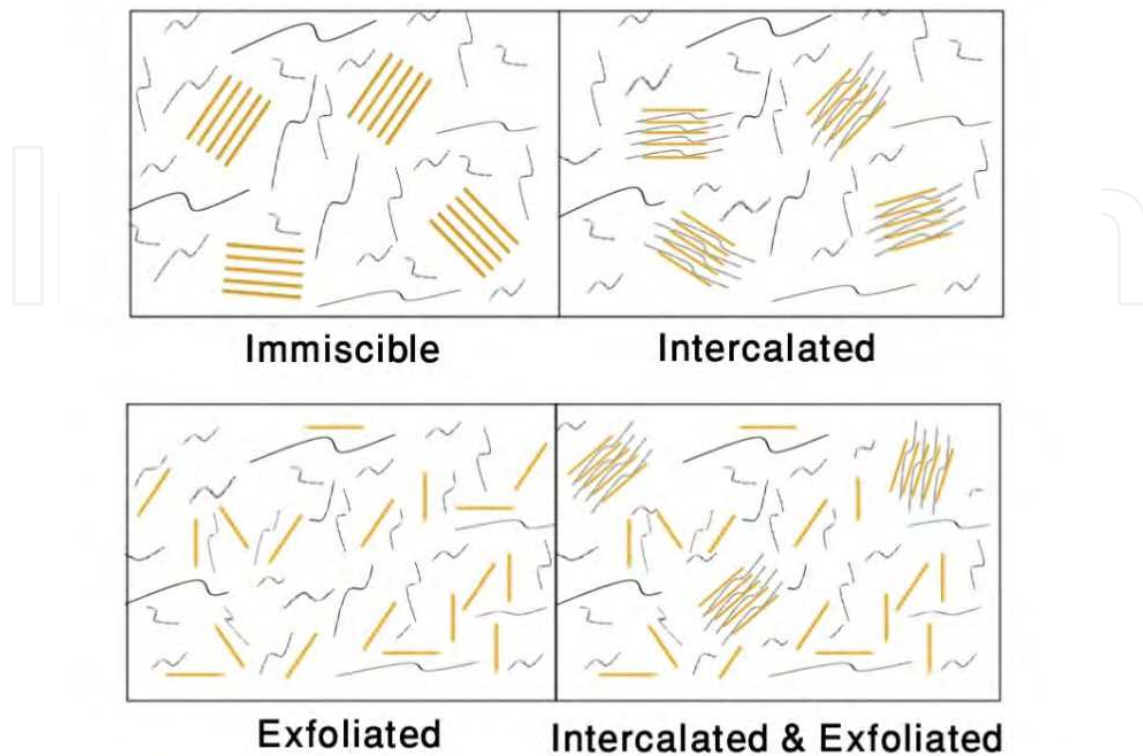 Immiscible
Intercalated
Exfoliated
Intercalated & Exfoliated